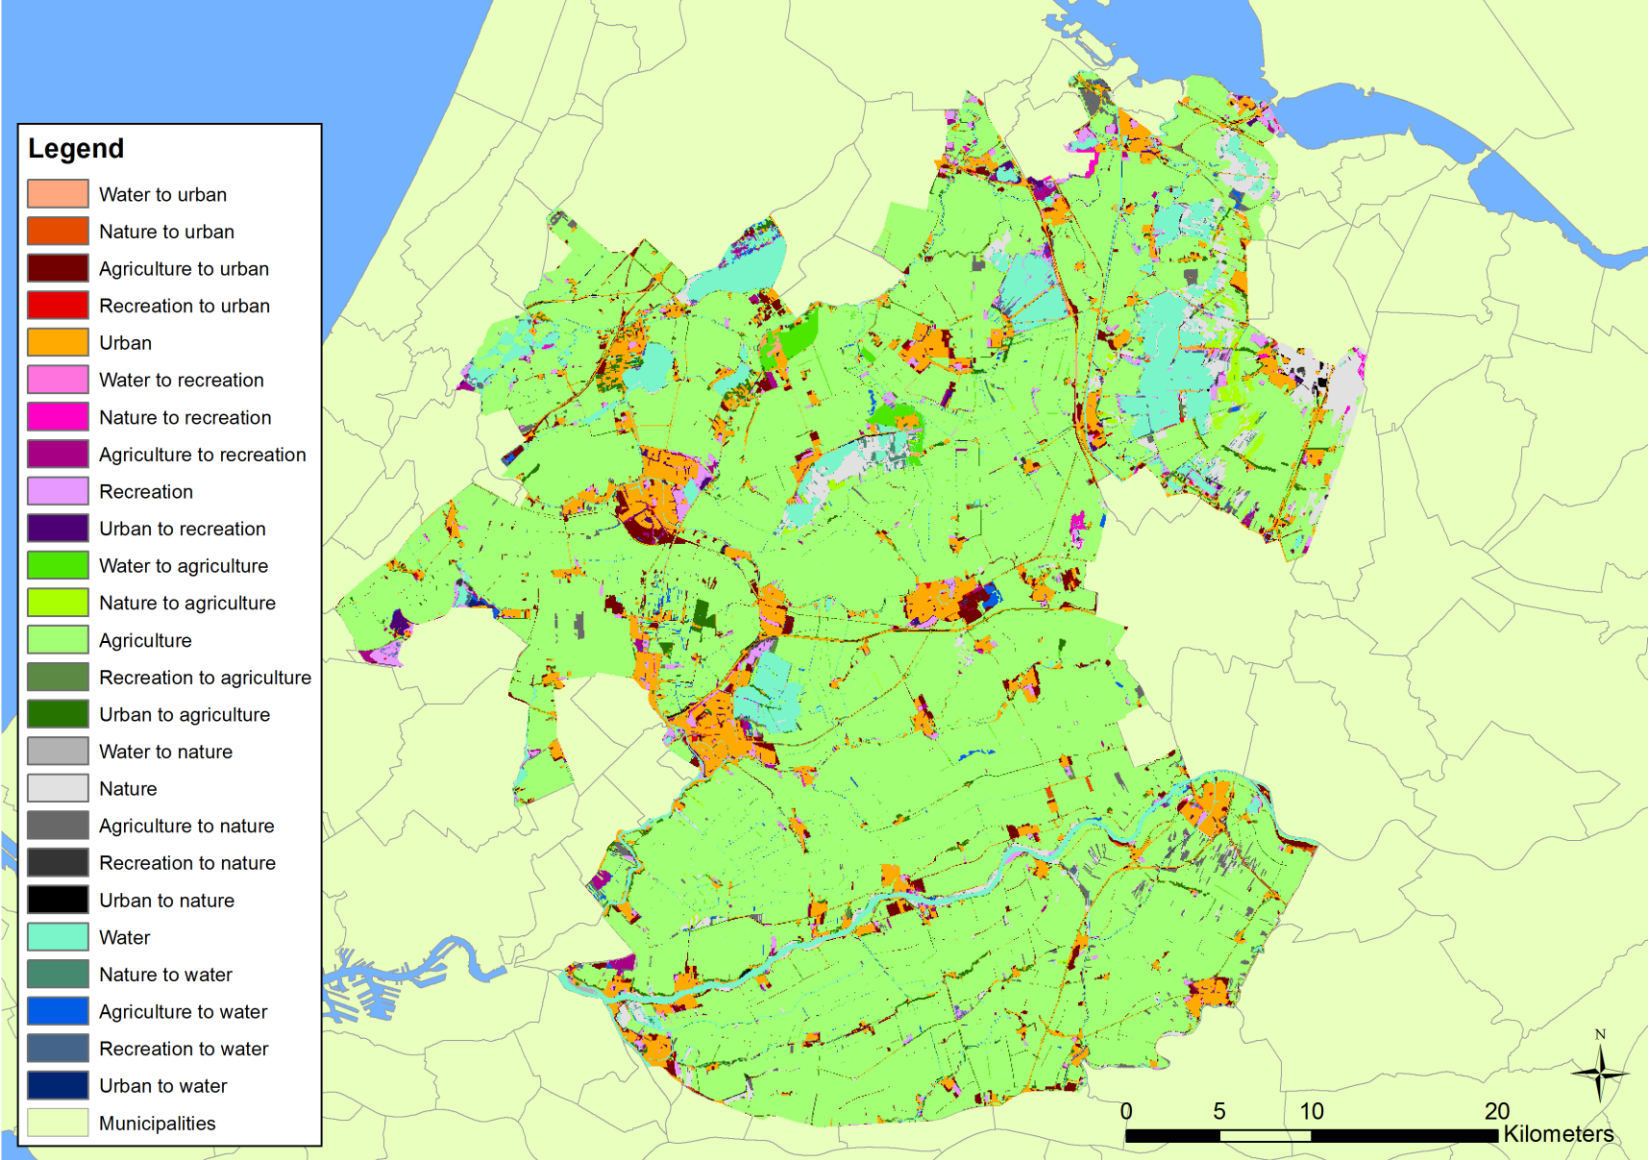 Legend
Water to urban
Nature to urban
Agriculture to urban
Recreation to urban
Urban
Water to recreation
Nature to recreation
Agriculture to recreation
Recreation
Urban to recreation
Water to agriculture
Nature to agriculture
Agriculture
Recreation to agriculture
Urban to agriculture
Water to nature
Nature
Agriculture to nature
Recreation to nature
Urban to nature
Water
Nature to water
Agriculture to water
Recreation to water
Urban to water
Municipalities
N
0 5 10 20
Kilometers